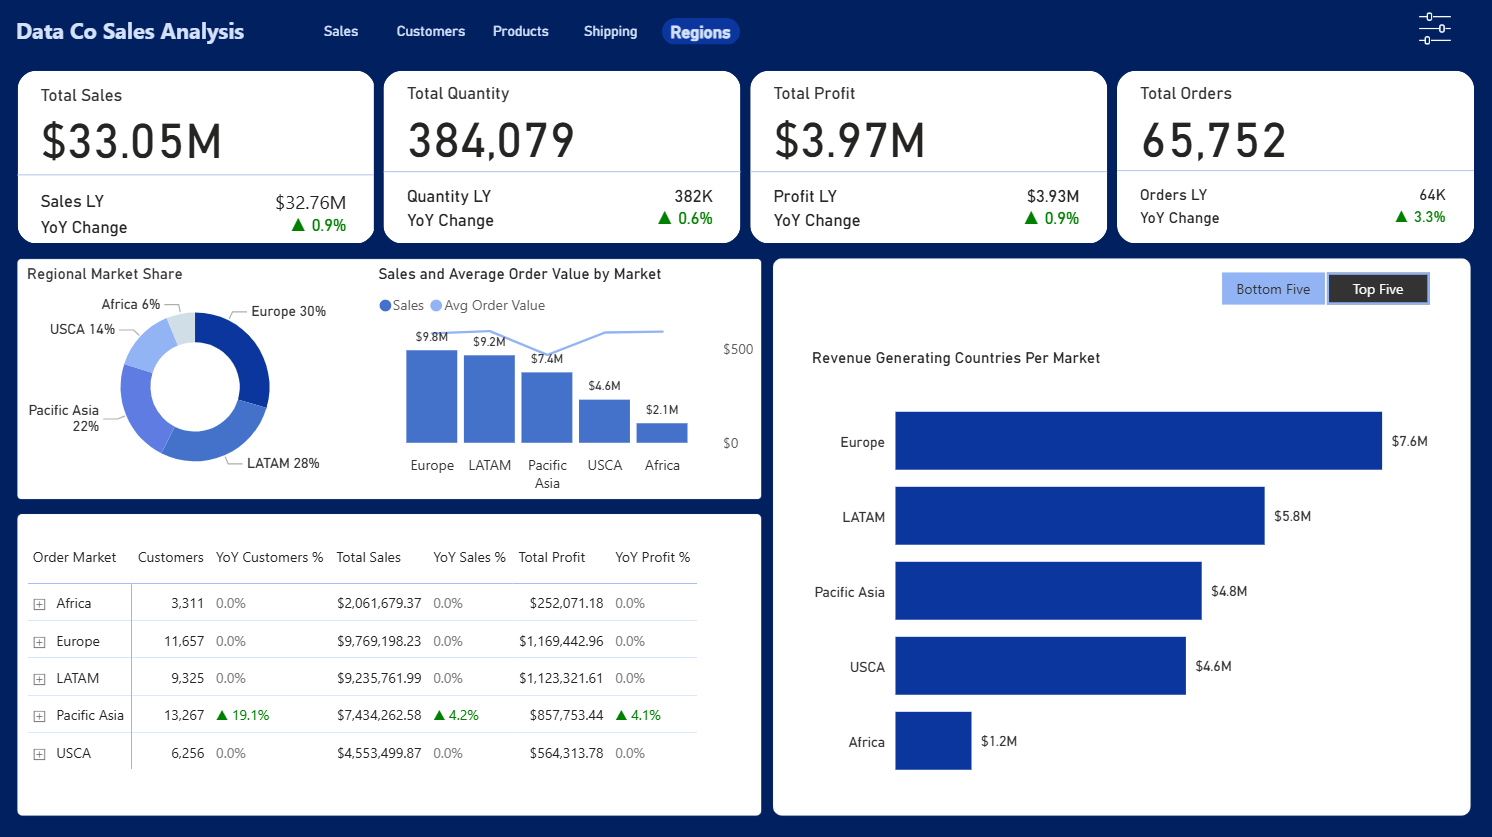 Data Co Sales Analysis
Sales
Customers
Products
Shipping
Regions
Total Sales
$33.05M
Sales LY
$32.76M
YoY Change
▲ 0.9%
Total Quantity
384,079
Quantity LY
382K
YoY Change
▲ 0.6%
Total Profit
$3.97M
Profit LY
$3.93M
YoY Change
▲ 0.9%
Total Orders
65,752
Orders LY
64K
YoY Change
▲ 3.3%
Regional Market Share
Africa 6%
Europe 30%
USCA 14%
Pacific Asia
22%
LATAM 28%
Sales and Average Order Value by Market
Sales
Avg Order Value
$9.8M
$9.2M
$7.4M
$4.6M
$2.1M
$500
$0
Europe
LATAM
Pacific
Asia
USCA
Africa
Order Market Customers YoY Customers % Total Sales YoY Sales % Total Profit YoY Profit %
Africa 3,311 0.0% $2,061,679.37 0.0% $252,071.18 0.0%
Europe 11,657 0.0% $9,769,198.23 0.0% $1,169,442.96 0.0%
LATAM 9,325 0.0% $9,235,761.99 0.0% $1,123,321.61 0.0%
Pacific Asia 13,267 ▲ 19.1% $7,434,262.58 ▲ 4.2% $857,753.44 ▲ 4.1%
USCA 6,256 0.0% $4,553,499.87 0.0% $564,313.78 0.0%
Bottom Five
Top Five
Revenue Generating Countries Per Market
Europe $7.6M
LATAM $5.8M
Pacific Asia $4.8M
USCA $4.6M
Africa $1.2M